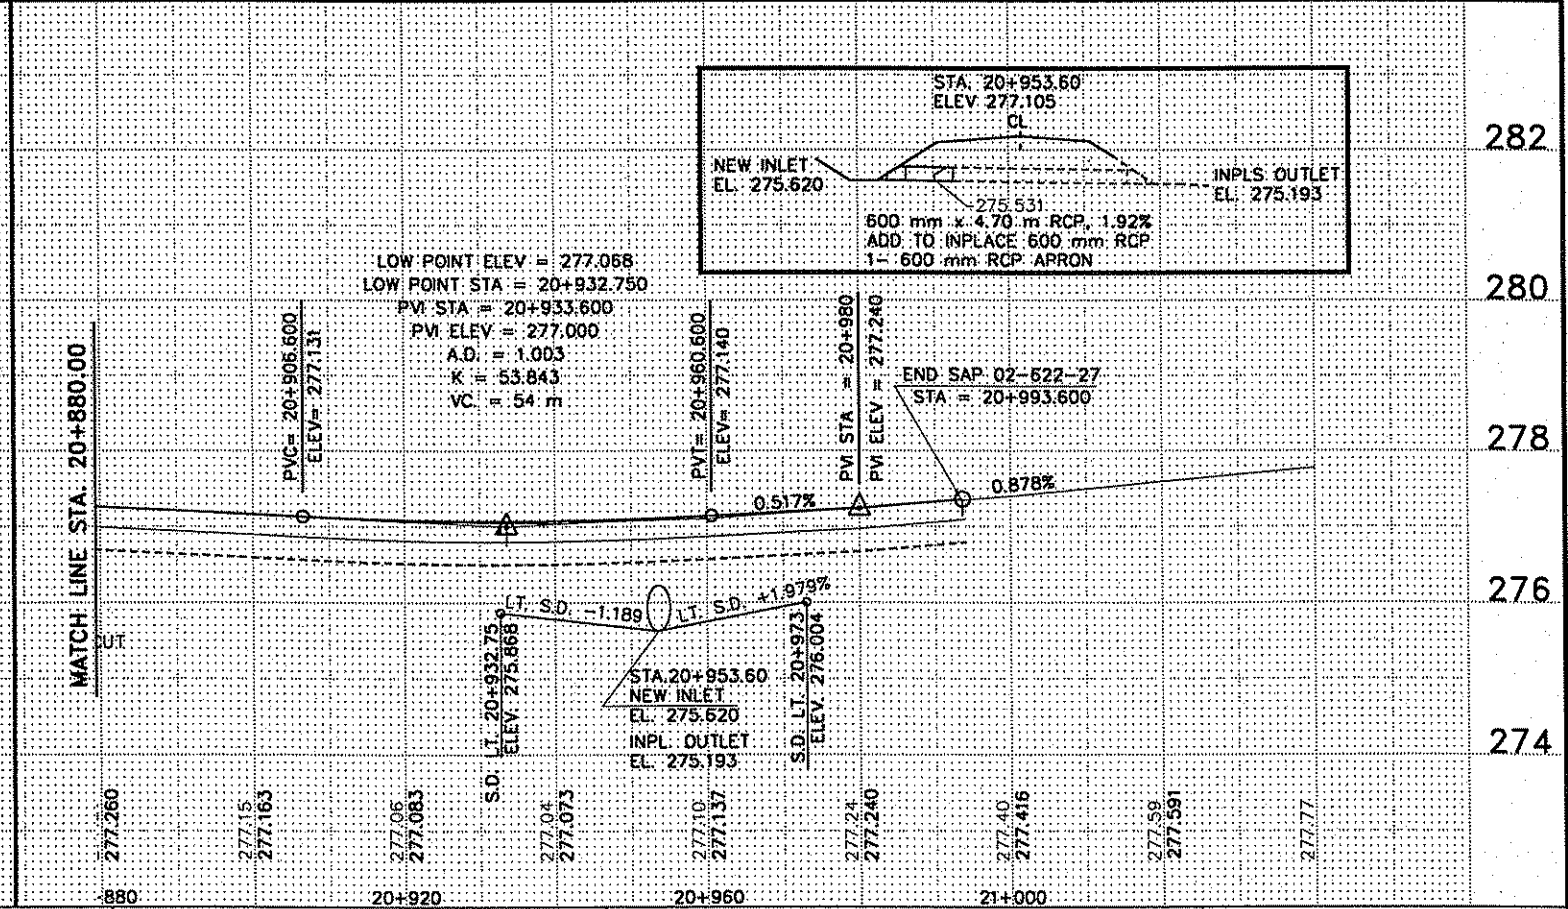 STA. 20+953.60
ELEV 277.105
CL
NEW INLET
EL. 275.620
INPLS OUTLET
EL. 275.193
275.531
600 mm x 4.70 m RCP, 1.92%
ADD TO INPLACE 600 mm RCP
1- 600 mm RCP APRON
282
280
278
276
274
LOW POINT ELEV = 277.068
LOW POINT STA = 20+932.750
PVI STA = 20+933.600
PVI ELEV = 277.000
A.D. = 1.003
K = 53.843
VC. = 54 m
MATCH LINE STA. 20+880.00
PVC= 20+906.600
ELEV= 277.131
PVT= 20+960.600
ELEV= 277.140
PVI STA = 20+980
PVI ELEV = 277.240
END SAP 02-622-27
STA = 20+993.600
0.517%
0.878%
CUT
LT. S.D. -1.189
LT. S.D. +1.979%
S.D. LT. 20+932.75
ELEV. 275.868
STA.20+953.60
NEW INLET
EL. 275.620
INPL. OUTLET
EL. 275.193
S.D. LT. 20+973
ELEV. 276.004
277.260
277.15
277.163
277.06
277.083
277.04
277.073
277.10
277.137
277.24
277.240
277.40
277.416
277.59
277.591
277.77
880
20+920
20+960
21+000